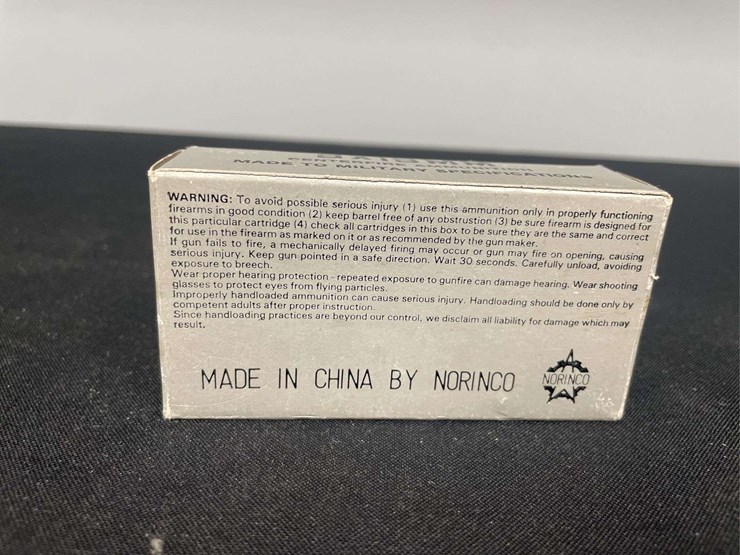 9X19MM
CENTERFIRE AMMUNITION
MADE TO MILITARY SPECIFICATIONS
WARNING: To avoid possible serious injury (1) use this ammunition only in properly functioning
firearms in good condition (2) keep barrel free of any obstrustion (3) be sure firearm is designed for
this particular cartridge (4) check all cartridges in this box to be sure they are the same and correct
for use in the firearm as marked on it or as recommended by the gun maker.
If gun fails to fire, a mechanically delayed firing may occur or gun may fire on opening, causing
serious injury. Keep gun pointed in a safe direction. Wait 30 seconds. Carefully unload, avoiding
exposure to breech.
Wear proper hearing protection - repeated exposure to gunfire can damage hearing. Wear shooting
glasses to protect eyes from flying particles.
Improperly handloaded ammunition can cause serious injury. Handloading should be done only by
competent adults after proper instruction.
Since handloading practices are beyond our control, we disclaim all liability for damage which may
result.
MADE IN CHINA BY NORINCO
NORINCO